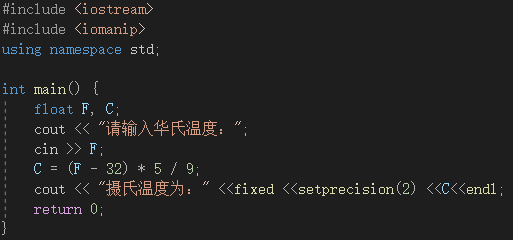 #include <iostream>
#include <iomanip>
using namespace std;
int main() {
float F, C;
cout << "请输入华氏温度：";
cin >> F;
C = (F - 32) * 5 / 9;
cout << "摄氏温度为：" <<fixed <<setprecision(2) <<C<<endl;
return 0;
}